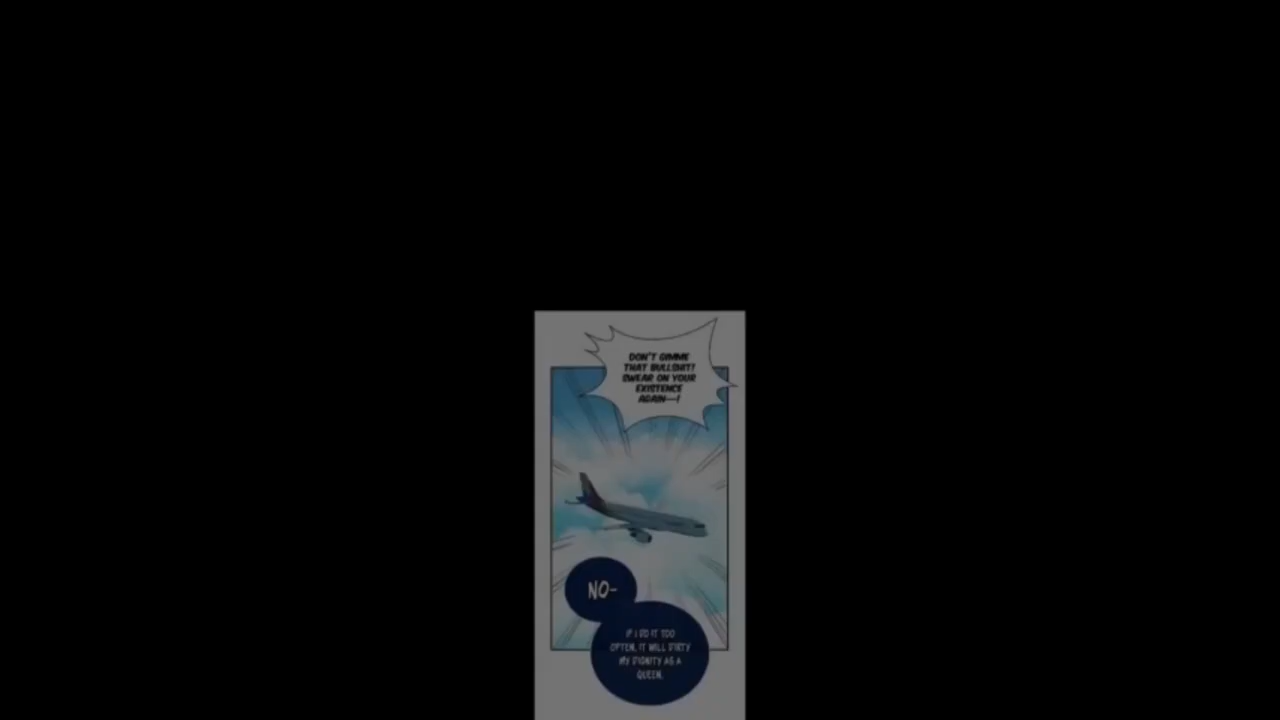 DON'T GIMME
THAT BULLSHIT!
SWEAR ON YOUR
EXISTENCE
AGAIN—!
NO-
IF I DO IT TOO
OFTEN, IT WILL DIRTY
MY DIGNITY AS A
QUEEN.